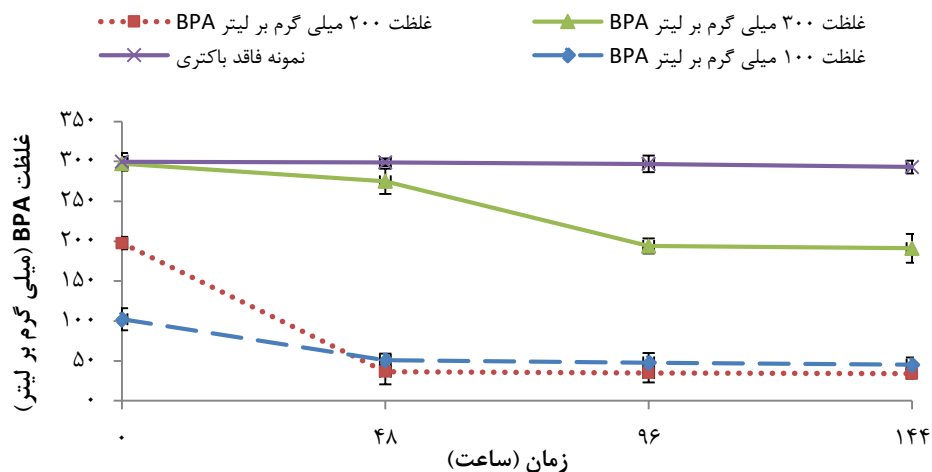 غلظت ۲۰۰ میلی گرم بر لیتر BPA
غلظت ۳۰۰ میلی گرم بر لیتر BPA
نمونه فاقد باکتری
غلظت ۱۰۰ میلی گرم بر لیتر BPA
غلظت BPA (میلی گرم بر لیتر)
۳۵۰
۳۰۰
۲۵۰
۲۰۰
۱۵۰
۱۰۰
۵۰
۰
۰ ۴۸ ۹۶ ۱۴۴
زمان (ساعت)